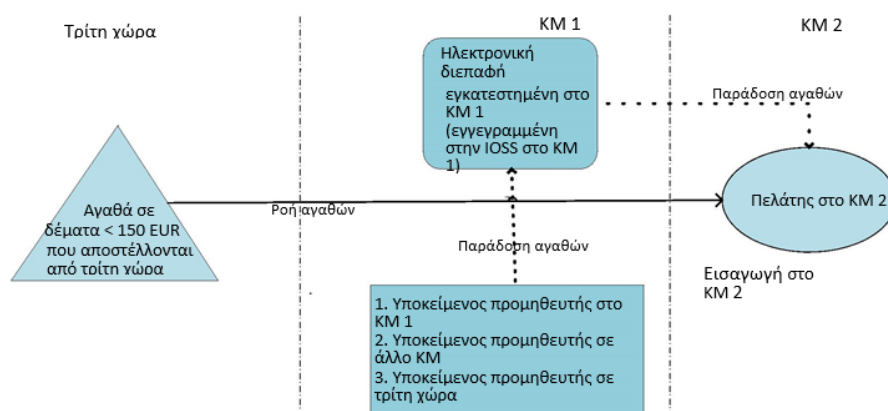 Τρίτη χώρα
ΚΜ 1
ΚΜ 2
Ηλεκτρονική
διεπαφή
εγκατεστημένη στο
ΚΜ 1
(εγγεγραμμένη
στην IOSS στο ΚΜ
1)
Παράδοση αγαθών
Αγαθά σε
δέματα < 150 EUR
που αποστέλλονται
από τρίτη χώρα
Ροή αγαθών
Πελάτης στο ΚΜ 2
Παράδοση αγαθών
Εισαγωγή στο
ΚΜ 2
1. Υποκείμενος προμηθευτής στο
ΚΜ 1
2. Υποκείμενος προμηθευτής σε
άλλο ΚΜ
3. Υποκείμενος προμηθευτής σε
τρίτη χώρα